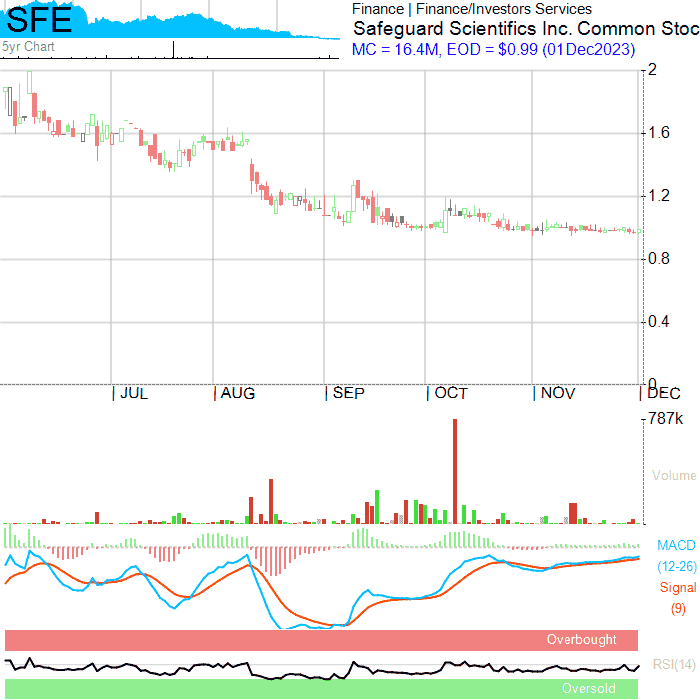 SFE
5yr Chart
Finance | Finance/Investors Services
Safeguard Scientifics Inc. Common Stoc
MC = 16.4M, EOD = $0.99 (01Dec2023)
2
1.6
1.2
0.8
0.4
0
| JUL | AUG | SEP | OCT | NOV | DEC
787k
Volume
MACD
(12-26)
Signal
(9)
Overbought
RSI(14)
Oversold